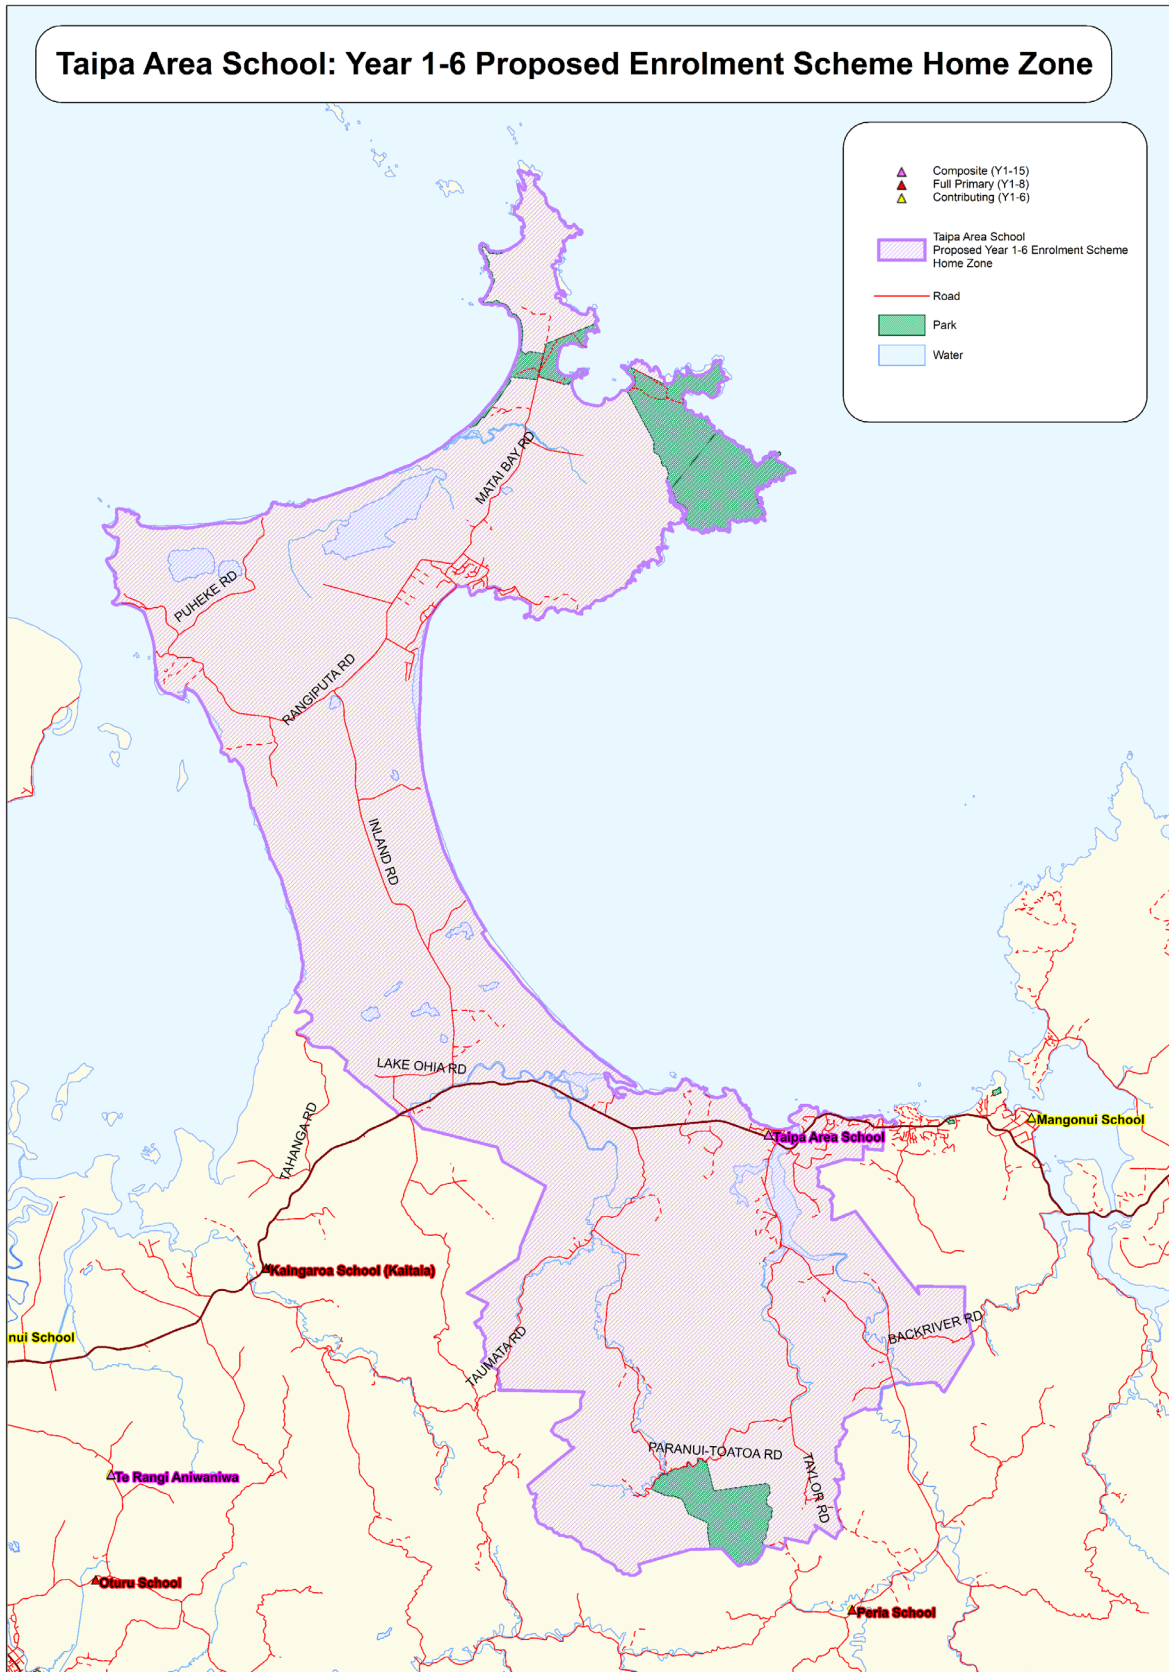 Taipa Area School: Year 1-6 Proposed Enrolment Scheme Home Zone
Composite (Y1-15)
Full Primary (Y1-8)
Contributing (Y1-6)
Taipa Area School
Proposed Year 1-6 Enrolment Scheme
Home Zone
Road
Park
Water
MATAI BAY RD
PUHEKE RD
RANGIPUTA RD
INLAND RD
LAKE OHIA RD
TAHANGA RD
Mangonui School
Taipa Area School
Kaingaroa School (Kaitaia)
nui School
BACKRIVER RD
TAUMATA RD
PARANUI-TOATOA RD
TAYLOR RD
Te Rangi Aniwaniwa
Oturu School
Peria School